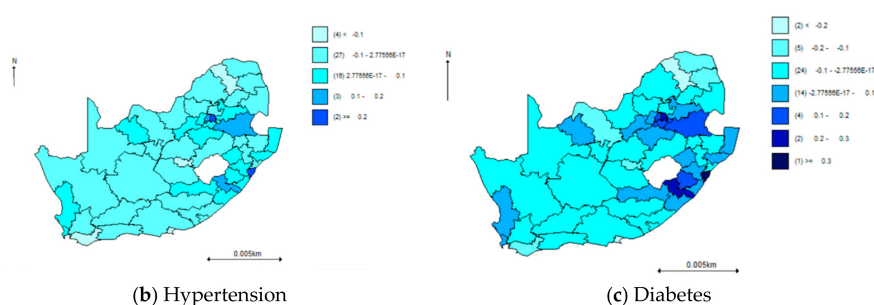 N
(4) < -0.1
(27) -0.1 - 2.77556E-17
(18) 2.77556E-17 - 0.1
(3) 0.1 - 0.2
(2) >= 0.2
0.005km
(b) Hypertension
N
(2) < -0.2
(5) -0.2 - -0.1
(24) -0.1 - -2.77556E-17
(14) -2.77556E-17 - 0.1
(4) 0.1 - 0.2
(2) 0.2 - 0.3
(1) >= 0.3
0.005km
(c) Diabetes